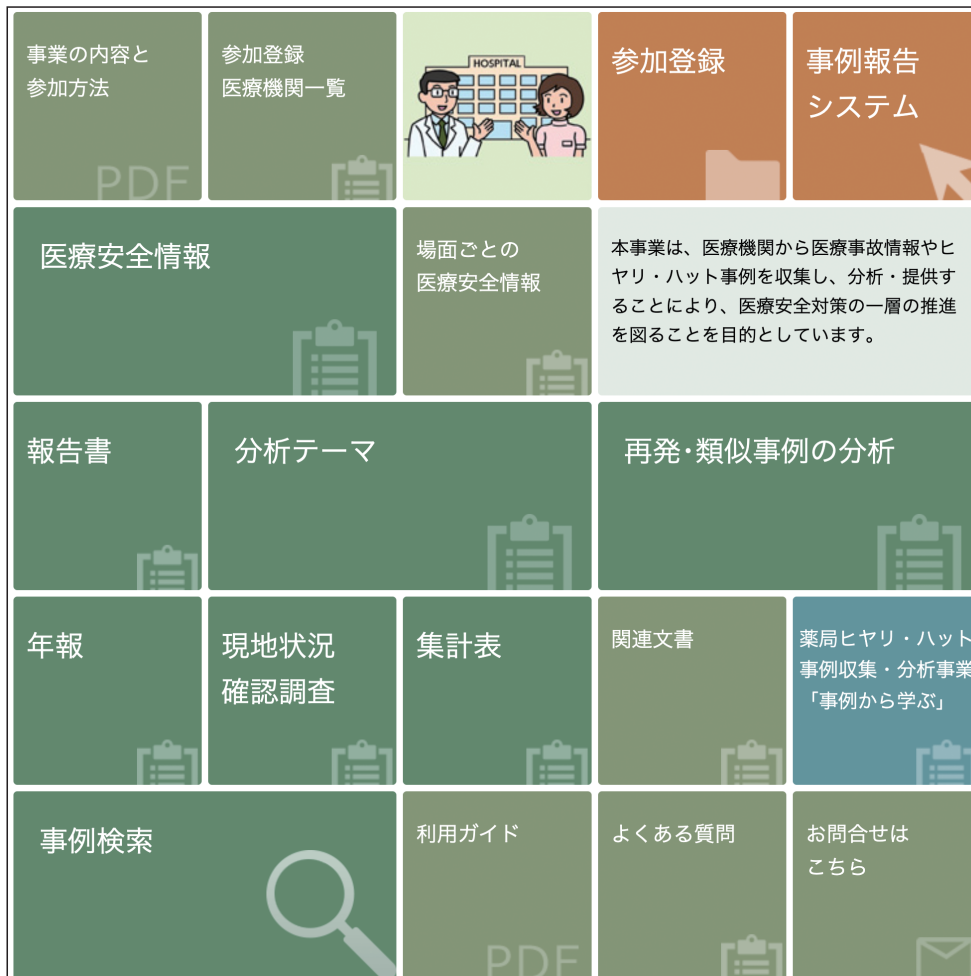 事業の内容と
参加方法
PDF
参加登録
医療機関一覧
HOSPITAL
参加登録
事例報告
システム
医療安全情報
場面ごとの
医療安全情報
本事業は、医療機関から医療事故情報やヒ
ヤリ・ハット事例を収集し、分析・提供す
ることにより、医療安全対策の一層の推進
を図ることを目的としています。
報告書
分析テーマ
再発･類似事例の分析
年報
現地状況
確認調査
集計表
関連文書
薬局ヒヤリ・ハット
事例収集・分析事業
「事例から学ぶ」
事例検索
利用ガイド
PDF
よくある質問
お問合せは
こちら